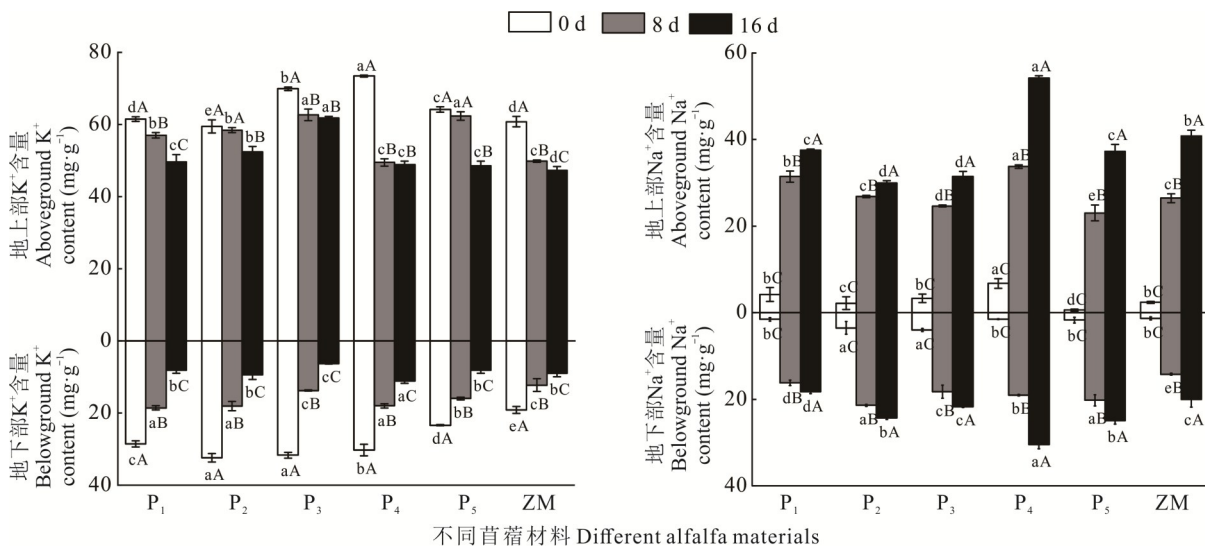 0 d 8 d 16 d
地上部K⁺含量
Aboveground K⁺
content (mg·g⁻¹)
80
60
40
20
0
20
40
地下部K⁺含量
Belowground K⁺
content (mg·g⁻¹)
dA bB cC
eA bA bB
bA aB aB
aA cB cB
cA aA cB
dA cB dC
cA aB bC
aA aB bC
aA cB cC
bA aB aC
dA bB bC
eA cB bC
P₁ P₂ P₃ P₄ P₅ ZM
地上部Na⁺含量
Aboveground Na⁺
content (mg·g⁻¹)
60
40
20
0
20
40
地下部Na⁺含量
Belowground Na⁺
content (mg·g⁻¹)
bC bB cA
cC cB dA
bC dB dA
aC aB aA
dC eB cA
bC cB bA
bC dB dA
aC aB bA
aC cB cA
bC bB aA
bC aB bA
bC eB cA
P₁ P₂ P₃ P₄ P₅ ZM
不同苜蓿材料 Different alfalfa materials